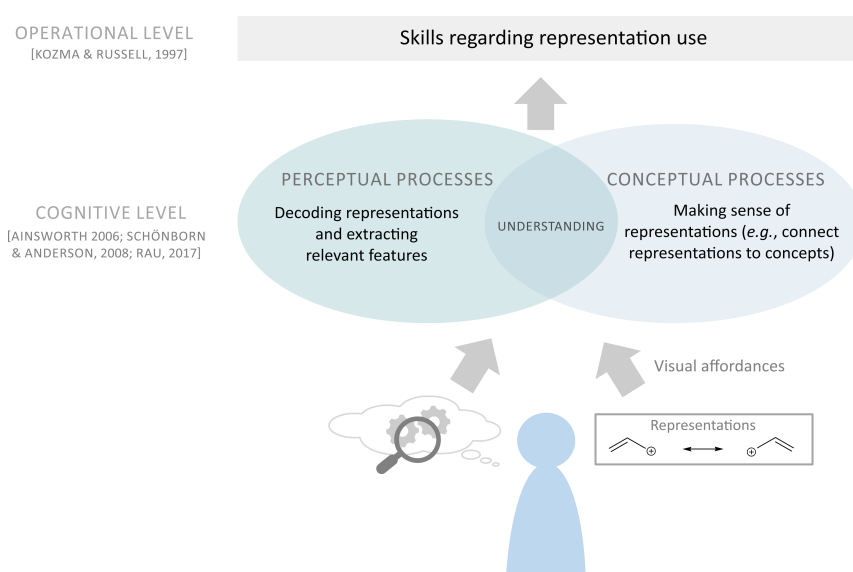 OPERATIONAL LEVEL
[KOZMA & RUSSELL, 1997]
Skills regarding representation use
COGNITIVE LEVEL
[AINSWORTH 2006; SCHÖNBORN
& ANDERSON, 2008; RAU, 2017]
PERCEPTUAL PROCESSES
Decoding representations
and extracting
relevant features
UNDERSTANDING
CONCEPTUAL PROCESSES
Making sense of
representations (e.g., connect
representations to concepts)
Visual affordances
Representations
⊕ ⊕